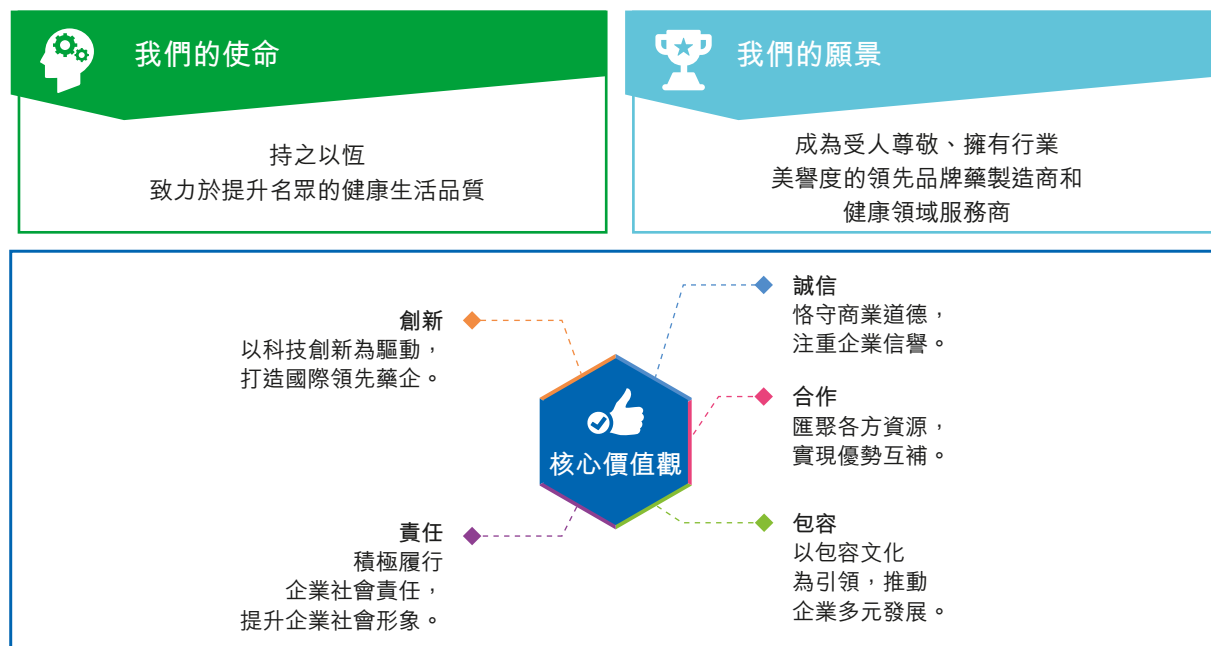 我們的使命
持之以恆
致力於提升名眾的健康生活品質
我們的願景
成為受人尊敬、擁有行業
美譽度的領先品牌藥製造商和
健康領域服務商
創新
以科技創新為驅動，
打造國際領先藥企。
誠信
恪守商業道德，
注重企業信譽。
合作
匯聚各方資源，
實現優勢互補。
核心價值觀
責任
積極履行
企業社會責任，
提升企業社會形象。
包容
以包容文化
為引領，推動
企業多元發展。